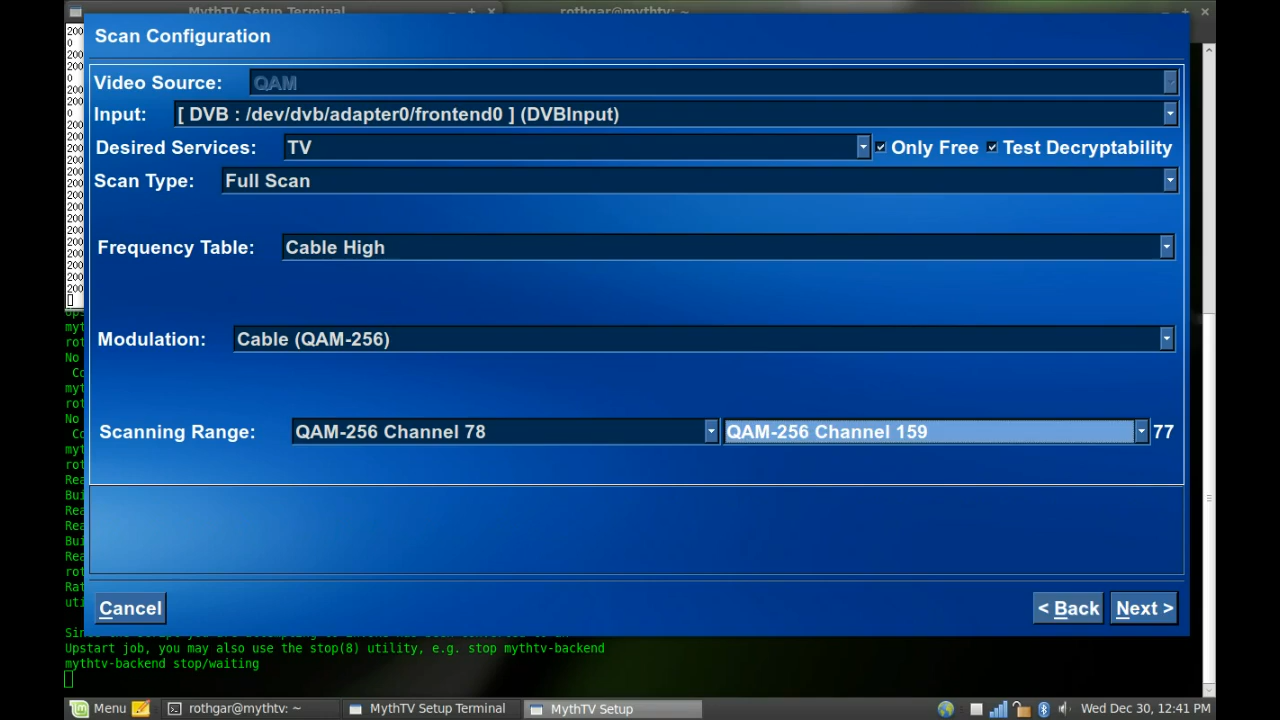 MythTV Setup Terminal
rothgar@mythtv: ~
Scan Configuration
Video Source: QAM
Input: [ DVB : /dev/dvb/adapter0/frontend0 ] (DVBInput)
Desired Services: TV Only Free Test Decryptability
Scan Type: Full Scan
Frequency Table: Cable High
Modulation: Cable (QAM-256)
Scanning Range: QAM-256 Channel 78 QAM-256 Channel 159 77
Cancel < Back Next >
Upstart job, you may also use the stop(8) utility, e.g. stop mythtv-backend
mythtv-backend stop/waiting
Menu rothgar@mythtv: ~ MythTV Setup Terminal MythTV Setup Wed Dec 30, 12:41 PM